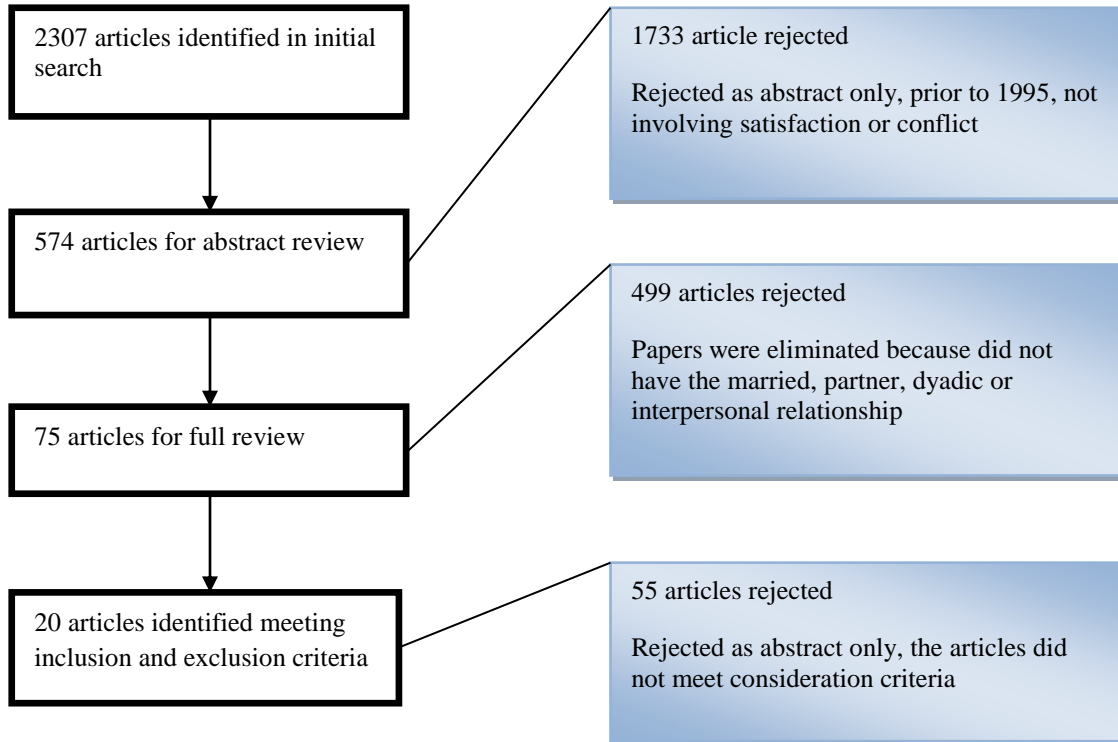 2307 articles identified in initial
search
1733 article rejected
Rejected as abstract only, prior to 1995, not
involving satisfaction or conflict
574 articles for abstract review
499 articles rejected
Papers were eliminated because did not
have the married, partner, dyadic or
interpersonal relationship
75 articles for full review
55 articles rejected
Rejected as abstract only, the articles did
not meet consideration criteria
20 articles identified meeting
inclusion and exclusion criteria